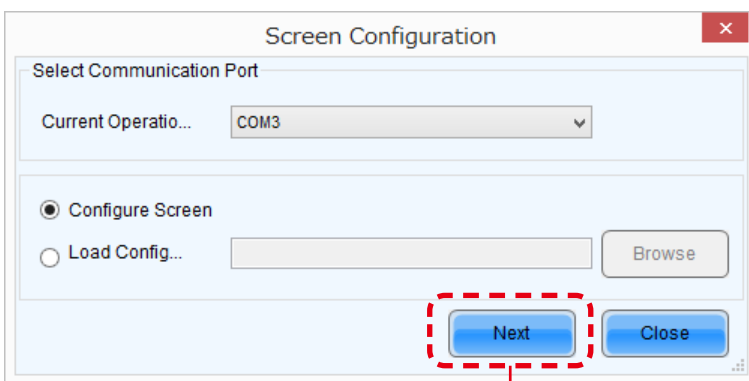 Screen Configuration
Select Communication Port
Current Operatio...
COM3
Configure Screen
Load Config...
Browse
Next
Close